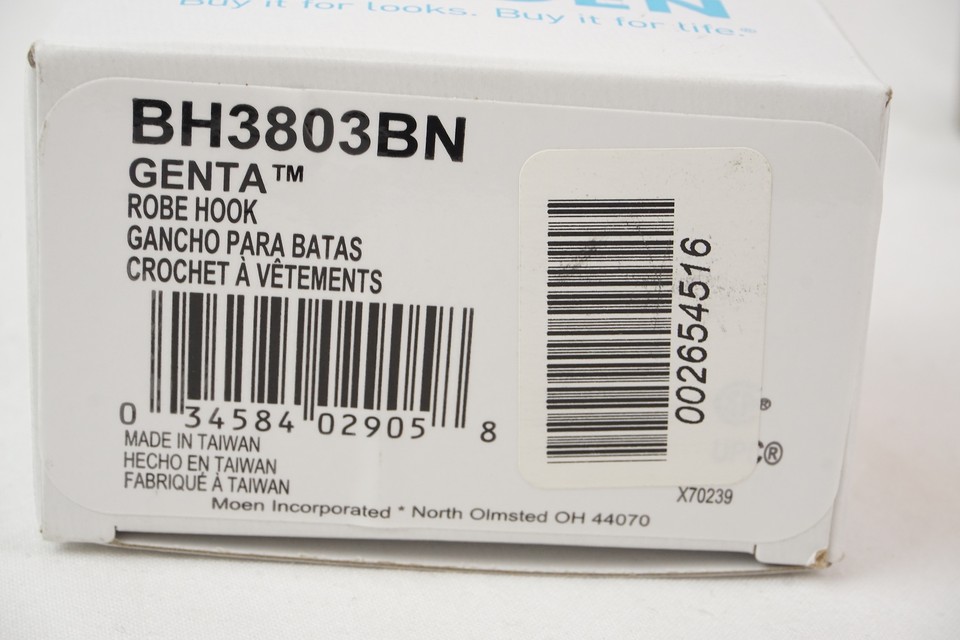 Buy it for looks. Buy it for life.®
BH3803BN
GENTA™
ROBE HOOK
GANCHO PARA BATAS
CROCHET À VÊTEMENTS
0 34584 02905 8
MADE IN TAIWAN
HECHO EN TAIWAN
FABRIQUÉ À TAIWAN
Moen Incorporated * North Olmsted OH 44070
002654516
®
®
X70239